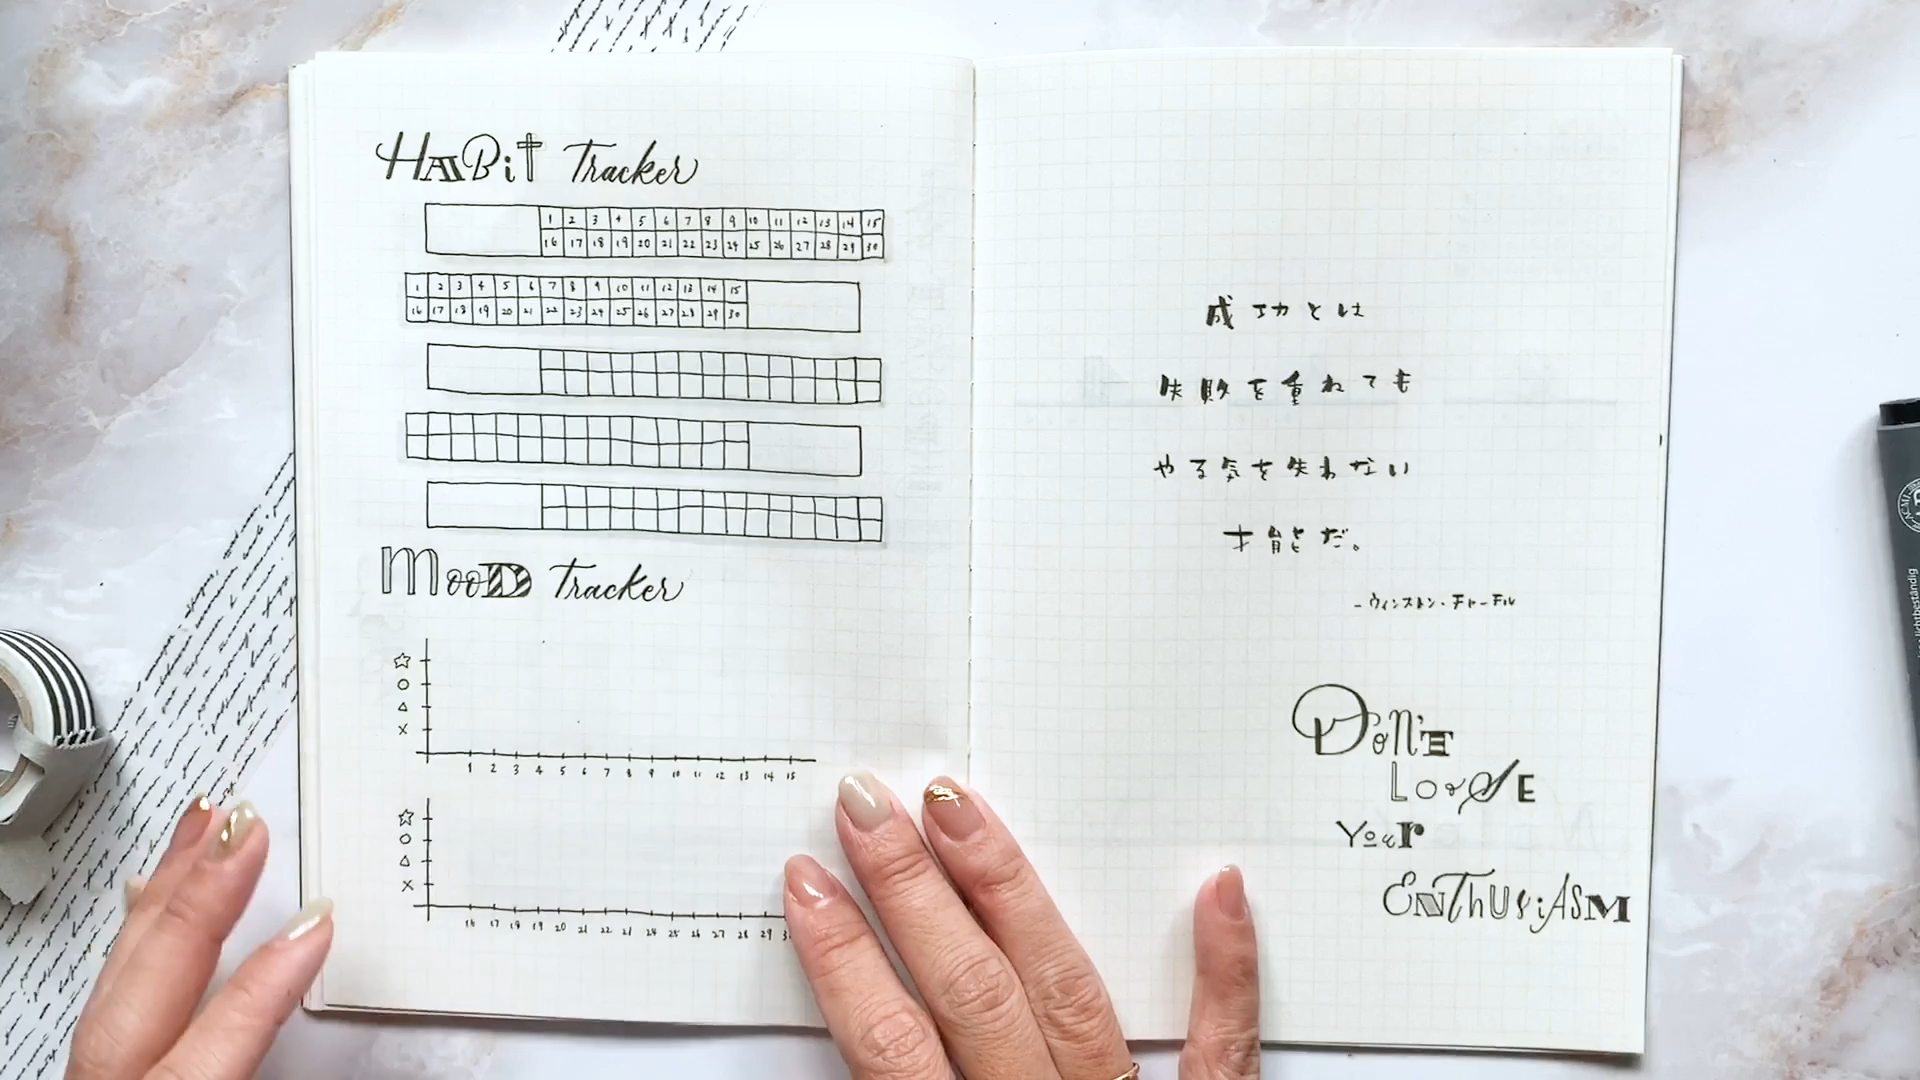 HABiT Tracker
1 2 3 4 5 6 7 8 9 10 11 12 13 14 15
16 17 18 19 20 21 22 23 24 25 26 27 28 29 30
1 2 3 4 5 6 7 8 9 10 11 12 13 14 15
16 17 18 19 20 21 22 23 24 25 26 27 28 29 30
MooD Tracker
1 2 3 4 5 6 7 8 9 10 11 12 13 14 15
16 17 18 19 20 21 22 23 24 25 26 27 28 29
成功とは
失敗を重ねても
やる気を失わない
才能だ。
-ウィンストン・チャーチル
Don't
LooSE
Your
ENThUSiASM
lichtbeständig